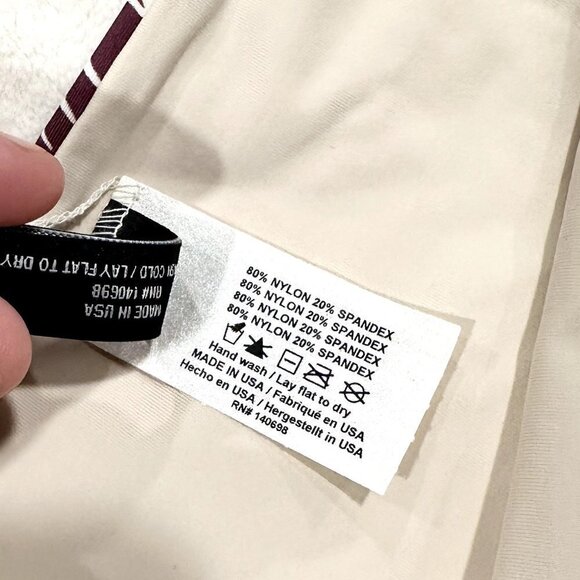 80% NYLON 20% SPANDEX
80% NYLON 20% SPANDEX
80% NYLON 20% SPANDEX
80% NYLON 20% SPANDEX
Hand wash / Lay flat to dry
MADE IN USA / Fabriqué en USA
Hecho en USA / Hergestellt in USA
RN# 140698
COLD / LAY FLAT TO DRY
RN# 140698
MADE IN USA